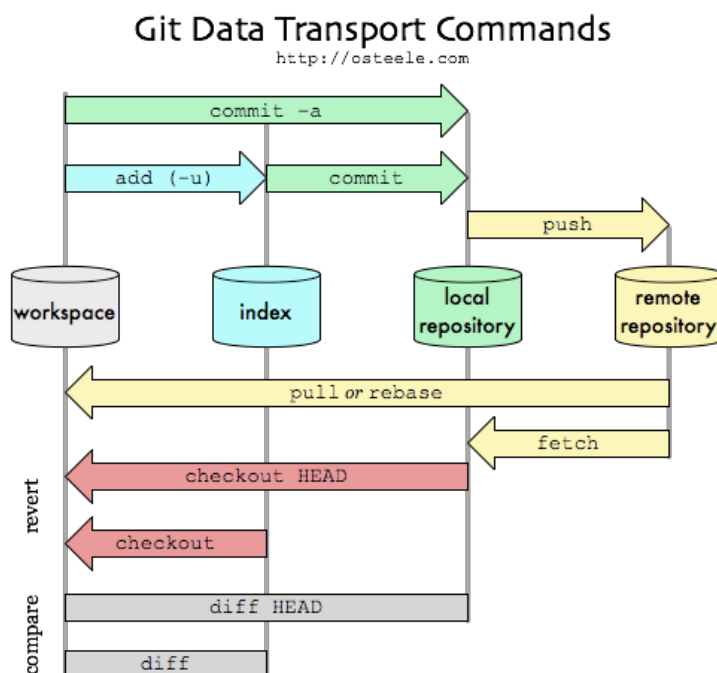 Git Data Transport Commands
http://osteele.com
commit -a
add (-u)
commit
push
workspace
index
local
repository
remote
repository
pull or rebase
fetch
revert
checkout HEAD
checkout
compare
diff HEAD
diff